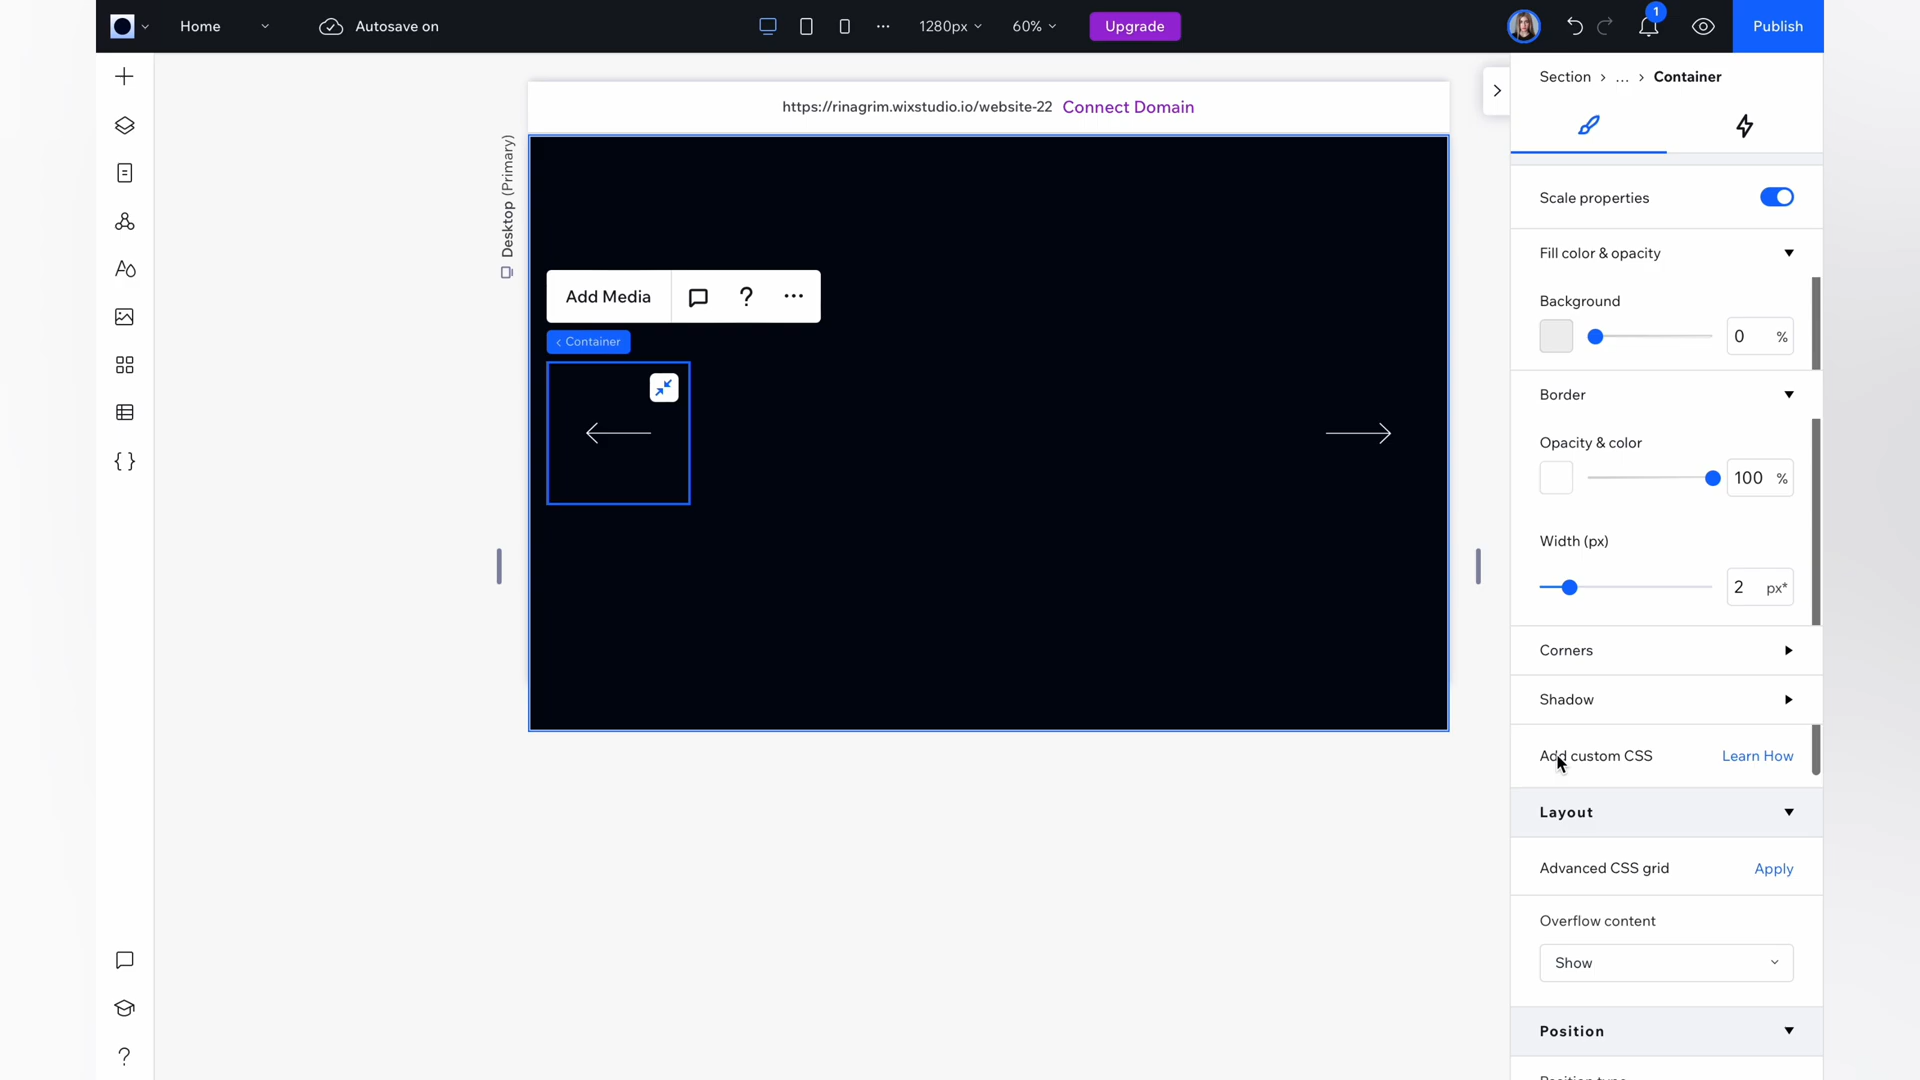 Home
Autosave on
1280px
60%
Upgrade
1
Publish
Section > ... > Container
https://rinagrim.wixstudio.io/website-22 Connect Domain
Desktop (Primary)
Scale properties
Fill color & opacity
Background
0 %
Add Media
?
...
< Container
Border
Opacity & color
100 %
Width (px)
2 px*
Corners
Shadow
Add custom CSS Learn How
Layout
Advanced CSS grid Apply
Overflow content
Show
Position